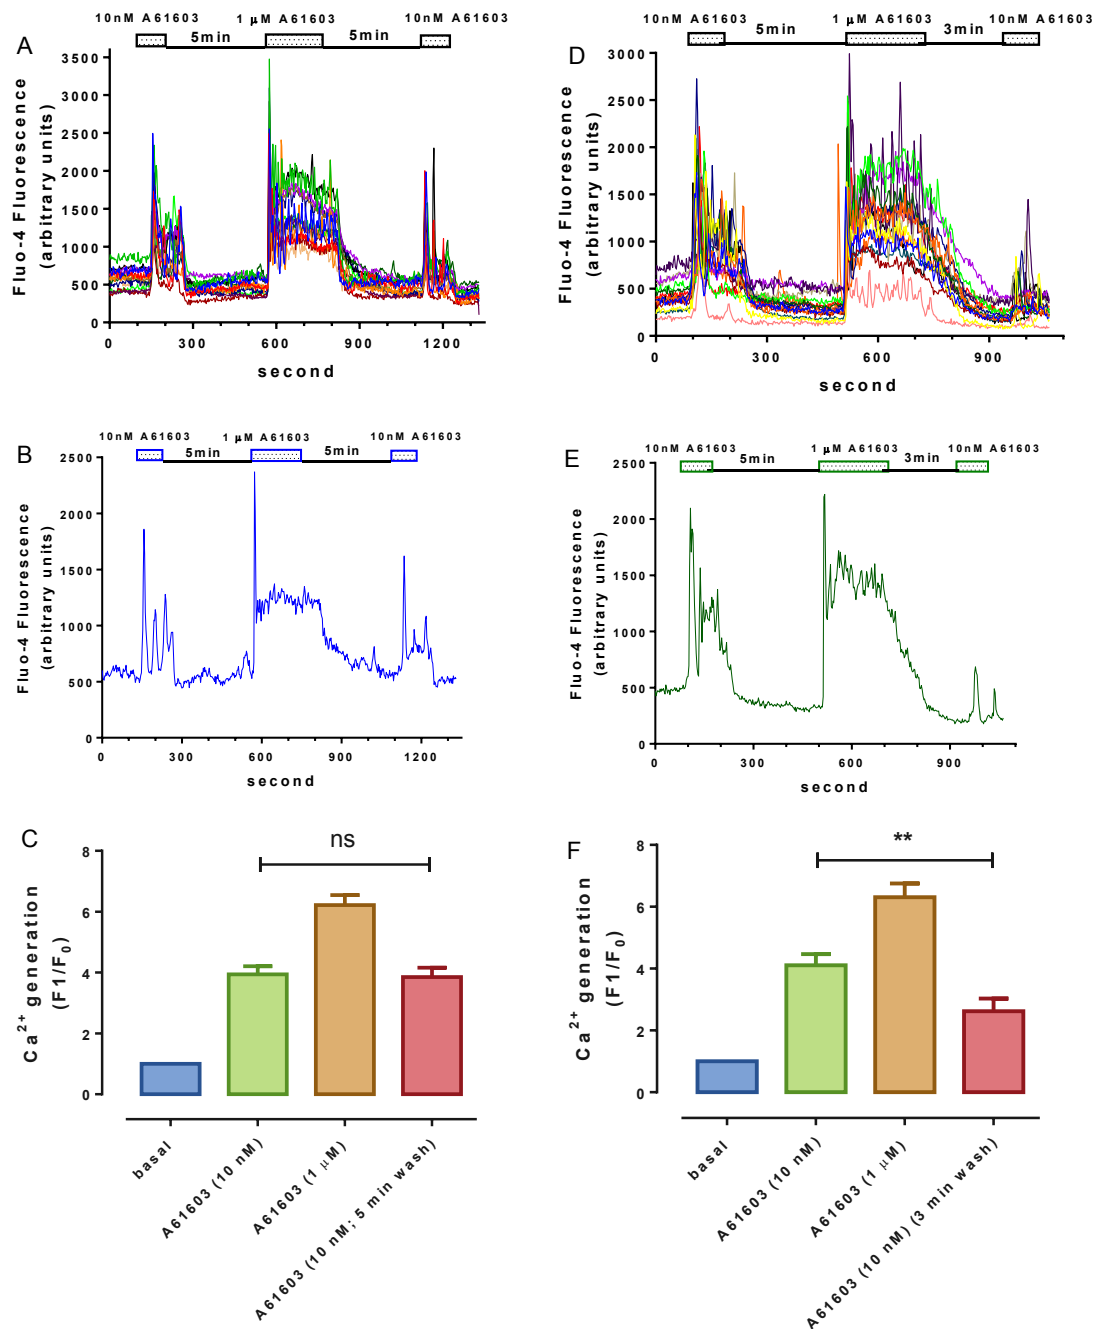 A
10nM A61603
1 μM A61603
10nM A61603
5min
5min
Fluo-4 Fluorescence
(arbitrary units)
3500
3000
2500
2000
1500
1000
500
0
0
300
600
900
1200
second
D
10nM A61603
1 μM A61603
10nM A61603
5min
3min
Fluo-4 Fluorescence
(arbitrary units)
3000
2500
2000
1500
1000
500
0
0
300
600
900
second
B
10nM A61603
1 μM A61603
10nM A61603
5min
5min
Fluo-4 Fluorescence
(arbitrary units)
2500
2000
1500
1000
500
0
0
300
600
900
1200
second
E
10nM A61603
1 μM A61603
10nM A61603
5min
3min
Fluo-4 Fluorescence
(arbitrary units)
2500
2000
1500
1000
500
0
0
300
600
900
second
C
ns
Ca2+ generation
(F1/F0)
8
6
4
2
0
basal
A61603 (10 nM)
A61603 (1 μM)
A61603 (10 nM; 5 min wash)
F
**
Ca2+ generation
(F1/F0)
8
6
4
2
0
basal
A61603 (10 nM)
A61603 (1 μM)
A61603 (10 nM) (3 min wash)